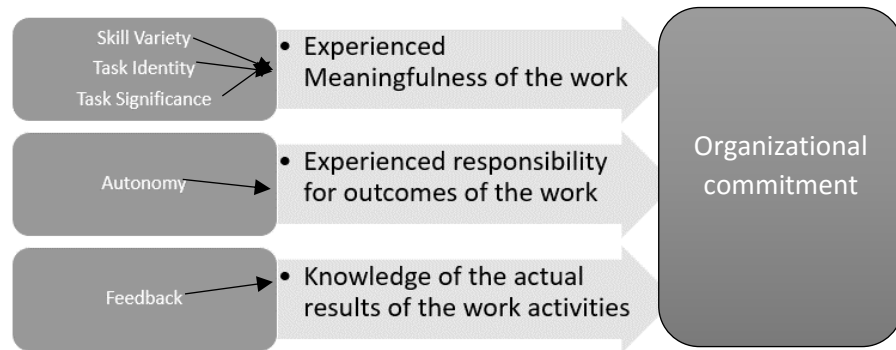 Skill Variety
Task Identity
Task Significance
• Experienced
Meaningfulness of the work
Autonomy
• Experienced responsibility
for outcomes of the work
Feedback
• Knowledge of the actual
results of the work activities
Organizational
commitment